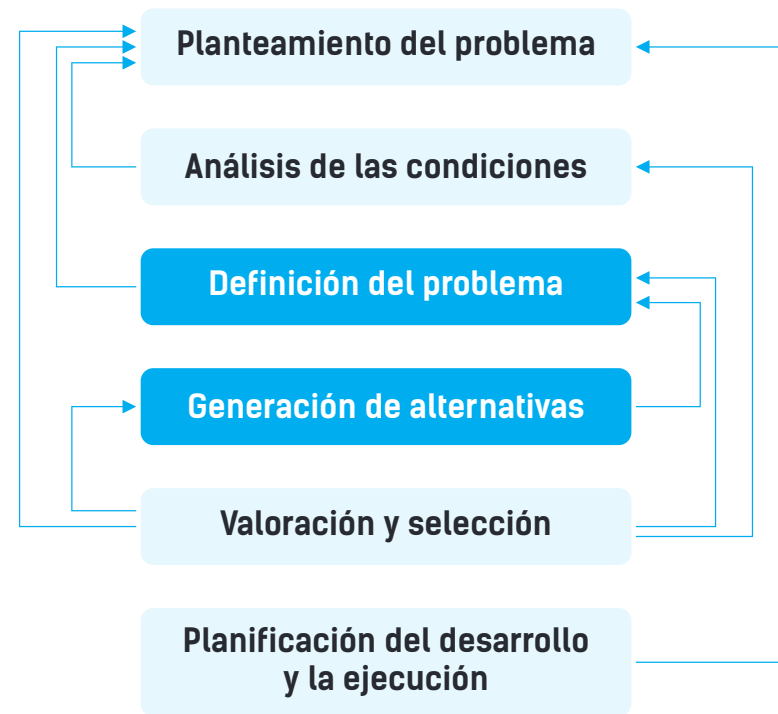 Planteamiento del problema
Análisis de las condiciones
Definición del problema
Generación de alternativas
Valoración y selección
Planificación del desarrollo
y la ejecución